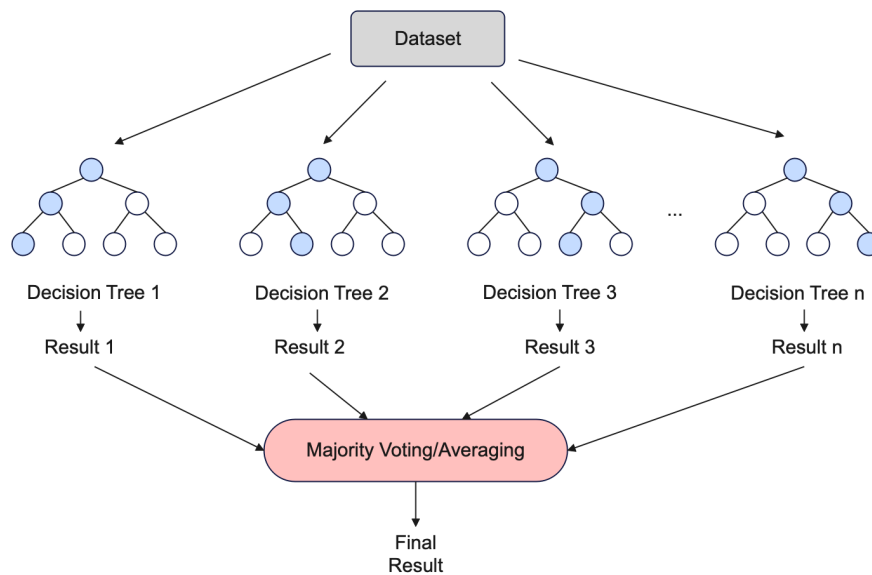 Dataset
...
Decision Tree 1
Decision Tree 2
Decision Tree 3
Decision Tree n
Result 1
Result 2
Result 3
Result n
Majority Voting/Averaging
Final
Result